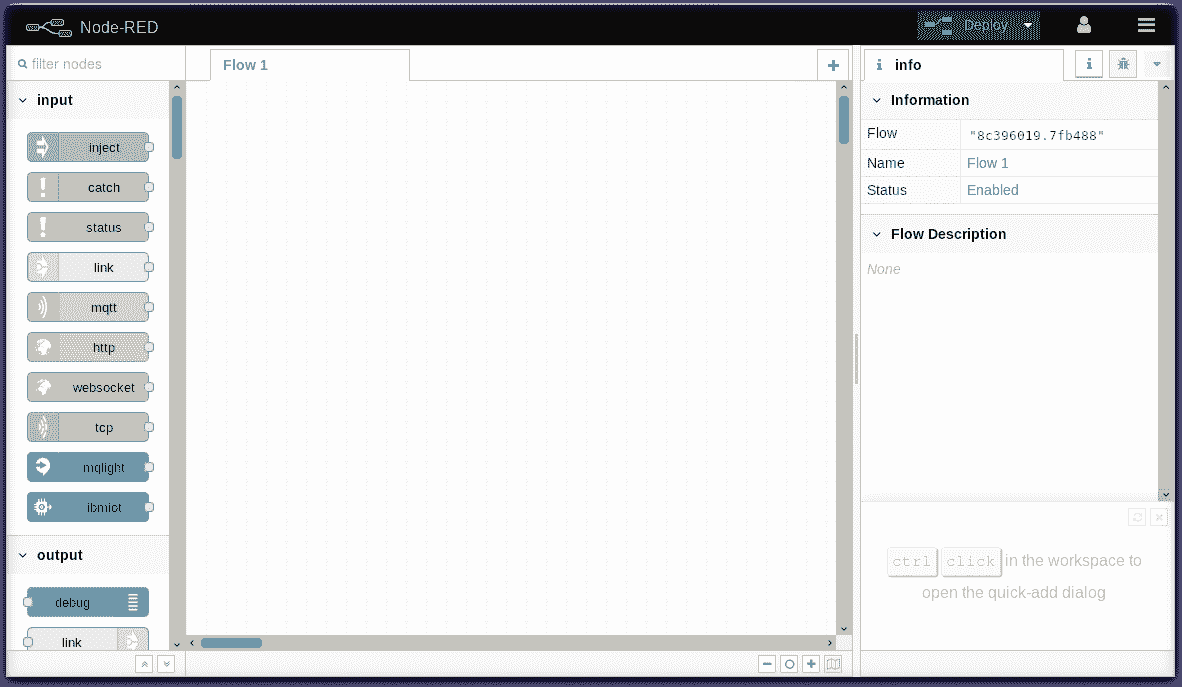 Node-RED
Deploy
filter nodes
Flow 1
info
input
inject
catch
status
link
mqtt
http
websocket
tcp
mqlight
ibmiot
output
debug
link
Information
Flow "8c396019.7fb488"
Name Flow 1
Status Enabled
Flow Description
None
ctrl click in the workspace to
open the quick-add dialog